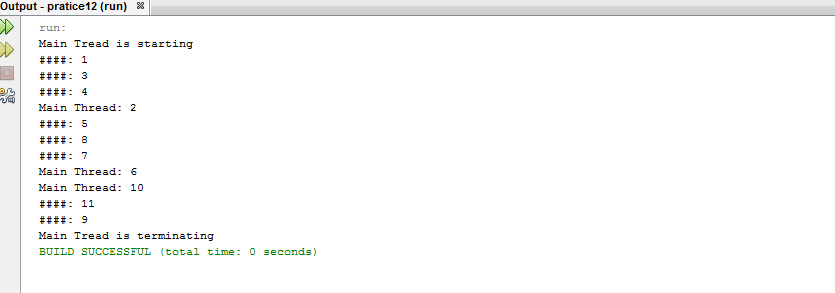 Output - pratice12 (run)
run:
Main Tread is starting
####: 1
####: 3
####: 4
Main Thread: 2
####: 5
####: 8
####: 7
Main Thread: 6
Main Thread: 10
####: 11
####: 9
Main Tread is terminating
BUILD SUCCESSFUL (total time: 0 seconds)